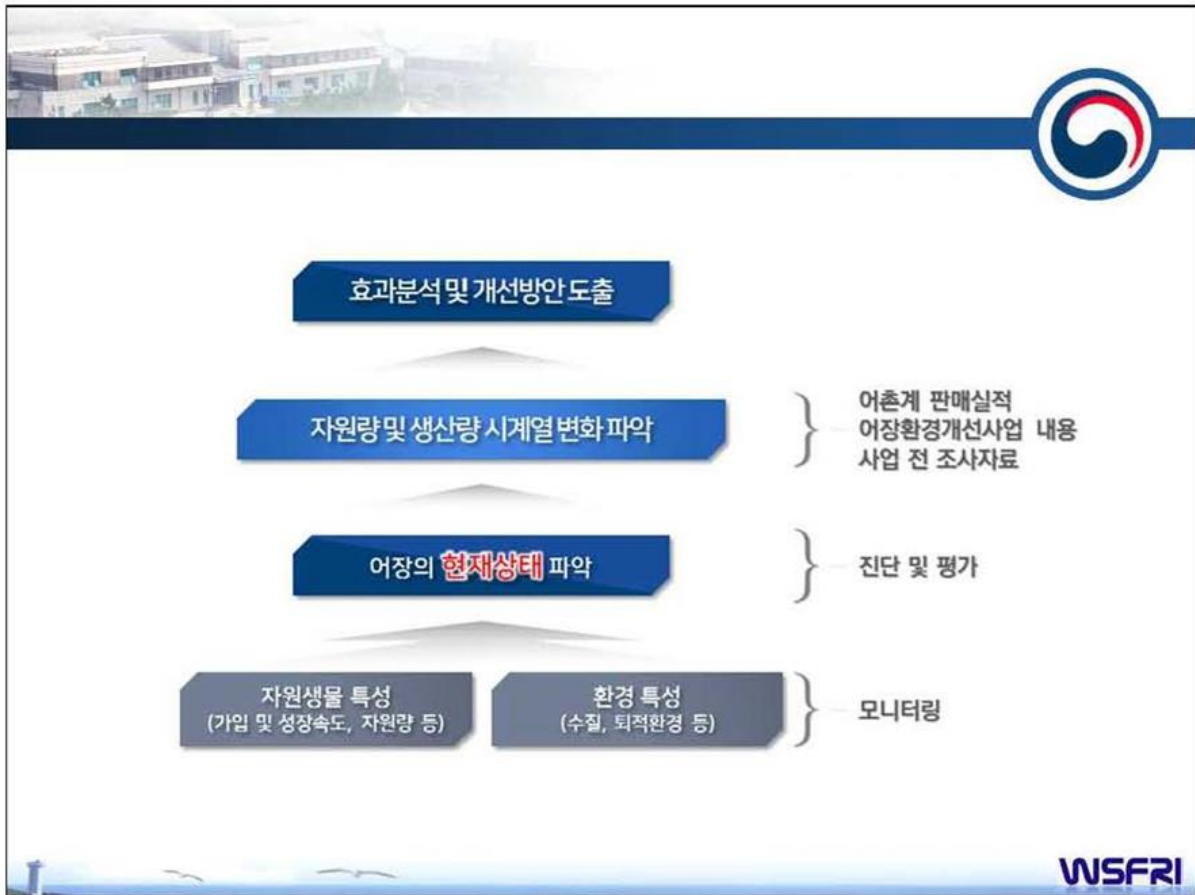 효과분석 및 개선방안 도출
자원량 및 생산량 시계열 변화 파악
어촌계 판매실적
어장환경개선사업 내용
사업 전 조사자료
어장의 현재상태 파악
진단 및 평가
자원생물 특성
(가입 및 성장속도, 자원량 등)
환경 특성
(수질, 퇴적환경 등)
모니터링
WSFRI